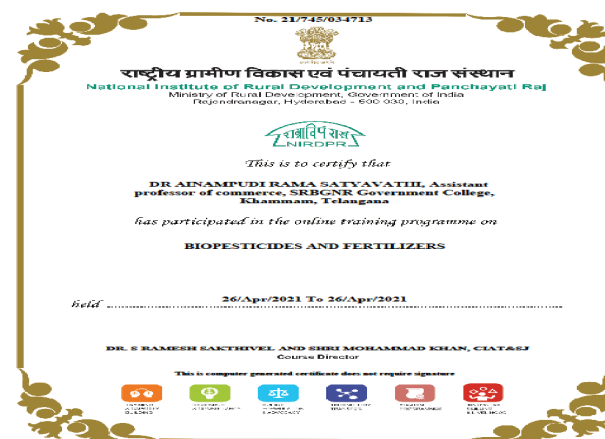 No. 21/745/034713
राष्ट्रीय ग्रामीण विकास एवं पंचायती राज संस्थान
National Institute of Rural Development and Panchayati Raj
Ministry of Rural Development, Government of India
Rajendranagar, Hyderabad - 500 030, India
NIRDPR
This is to certify that
DR AINAMPUDI RAMA SATYAVATHI, Assistant
professor of commerce, SRBGNR Government College,
Khammam, Telangana
has participated in the online training programme on
BIOPESTICIDES AND FERTILIZERS
held 26/Apr/2021 To 26/Apr/2021
DR. S RAMESH SAKTHIVEL AND SHRI MOHAMMAD KHAN, CIAT&SJ
Course Director
This is computer generated certificate does not require signature